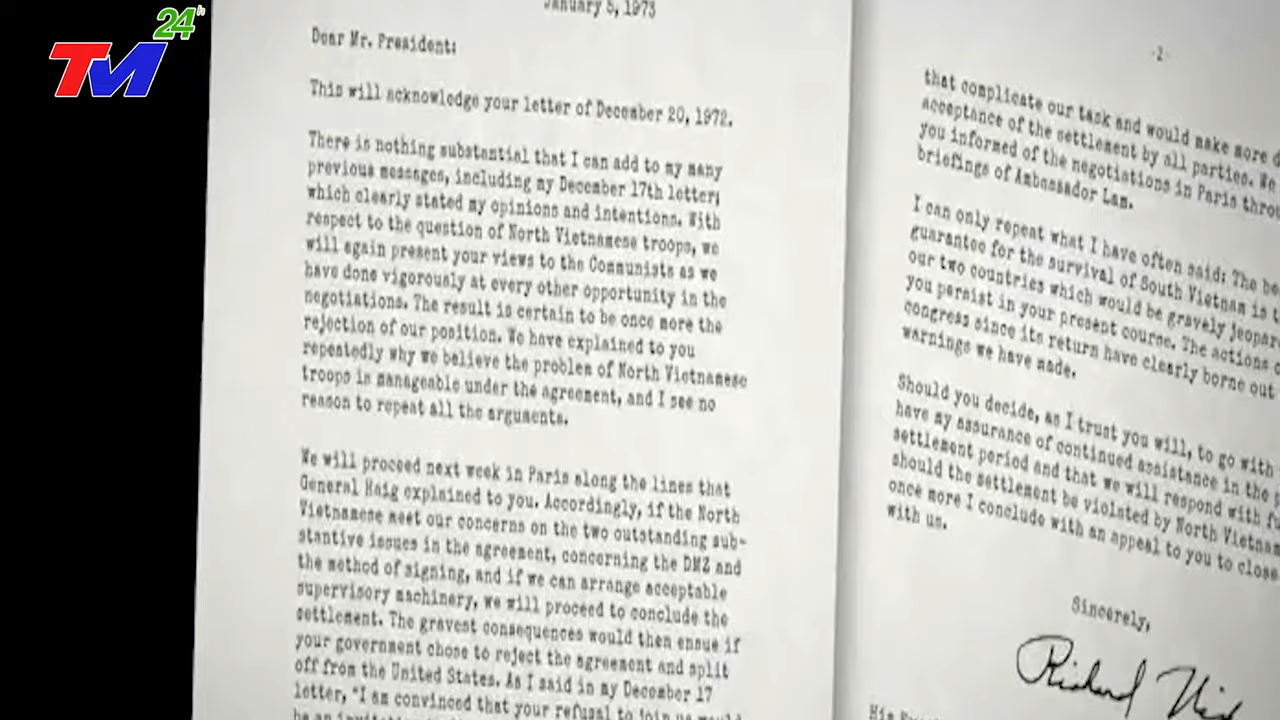 TM 24h
January 5, 1973
Dear Mr. President:
This will acknowledge your letter of December 20, 1972.
There is nothing substantial that I can add to my many
previous messages, including my December 17th letter;
which clearly stated my opinions and intentions. With
respect to the question of North Vietnamese troops, we
will again present your views to the Communists as we
have done vigorously at every other opportunity in the
negotiations. The result is certain to be once more the
rejection of our position. We have explained to you
repeatedly why we believe the problem of North Vietnamese
troops is manageable under the agreement, and I see no
reason to repeat all the arguments.
We will proceed next week in Paris along the lines that
General Haig explained to you. Accordingly, if the North
Vietnamese meet our concerns on the two outstanding sub-
stantive issues in the agreement, concerning the DMZ and
the method of signing, and if we can arrange acceptable
supervisory machinery, we will proceed to conclude the
settlement. The gravest consequences would then ensue if
your government chose to reject the agreement and split
off from the United States. As I said in my December 17
letter, "I am convinced that your refusal to join us would
be an
-2-
that complicate our task and would make more
acceptance of the settlement by all parties. We
you informed of the negotiations in Paris
briefings of Ambassador Lam.
I can only repeat what I have often said: The
guarantee for the survival of South Vietnam is
our two countries which would be gravely
you persist in your present course. The actions
congress since its return have clearly borne out
warnings we have made.
Should you decide, as I trust you will, to go with
have my assurance of continued assistance in the
settlement period and that we will respond with
should the settlement be violated by North
once more I conclude with an appeal to you to close
with us.
Sincerely,
Richard
His